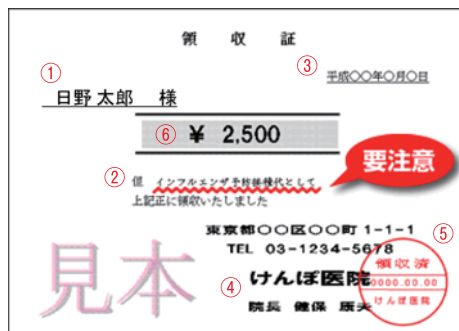 領収証
③ 平成〇〇年〇月〇日
① 日野 太郎 様
⑥ ¥ 2,500
② 但 インフルエンザ予防接種代として
要注意
上記正に領収いたしました
東京都〇〇区〇〇町 1-1-1
⑤
TEL 03-1234-5678
④ けんぽ医院
院長 健保 康夫
領収済
0000.00.00
けんぽ医院
見本